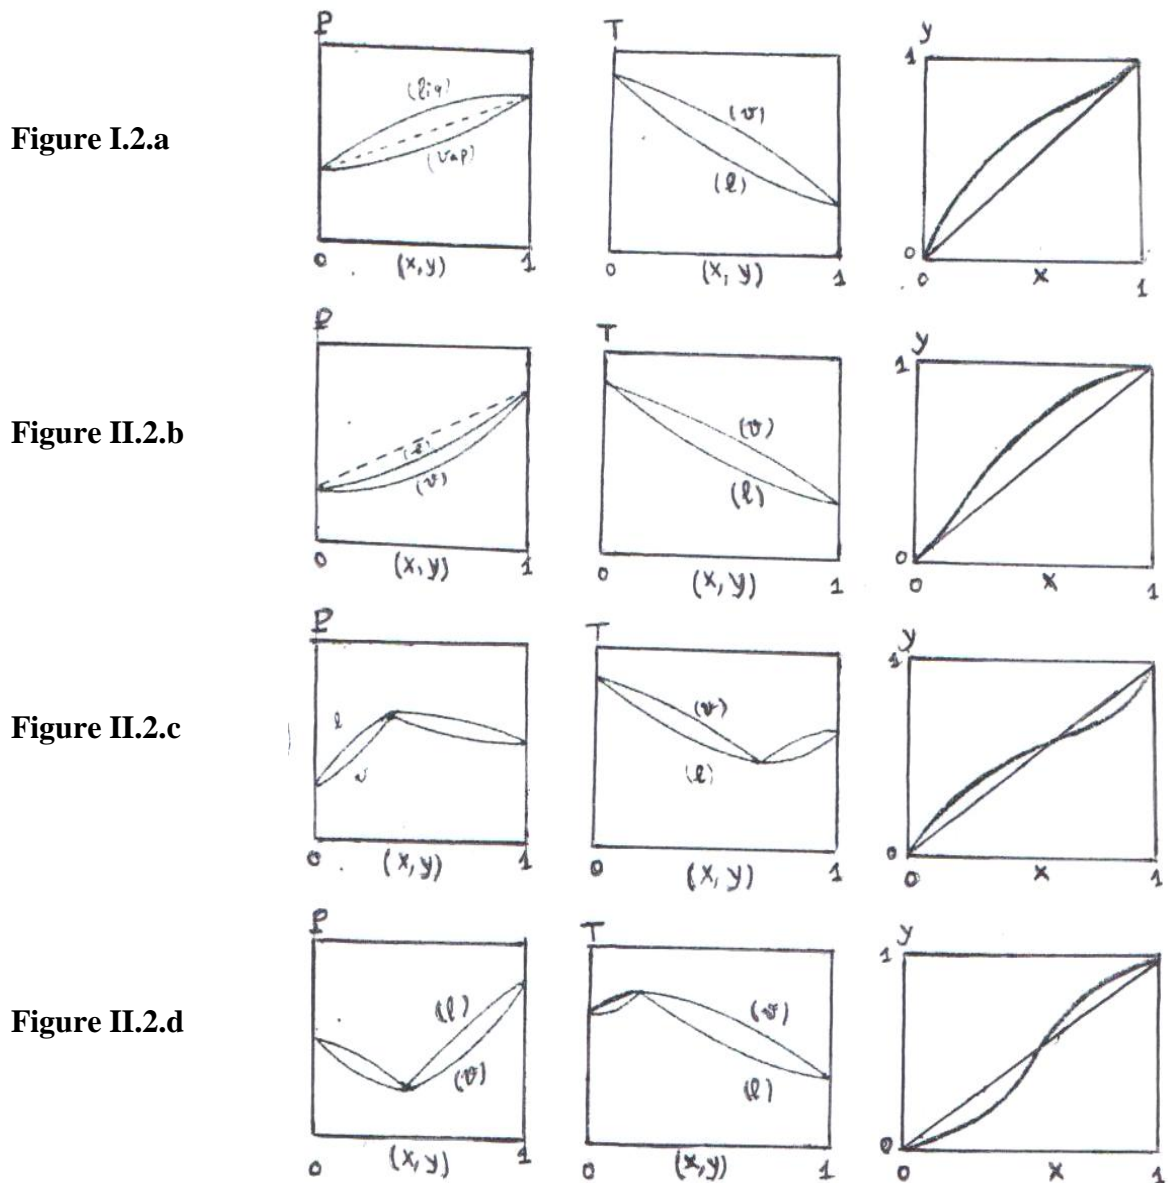 Figure I.2.a
P
(liq)
(vap)
0 (x,y) 1
T
(v)
(l)
0 (x, y) 1
y
1
0
0 x 1
Figure II.2.b
P
(l)
(v)
0 (x,y) 1
T
(v)
(l)
0 (x,y) 1
y
1
0
0 x 1
Figure II.2.c
P
l
v
0 (x,y) 1
T
(v)
(l)
0 (x,y) 1
y
1
0
0 x 1
Figure II.2.d
P
(l)
(v)
0 (x,y) 1
T
(v)
(l)
0 (x,y) 1
y
1
0
0 x 1